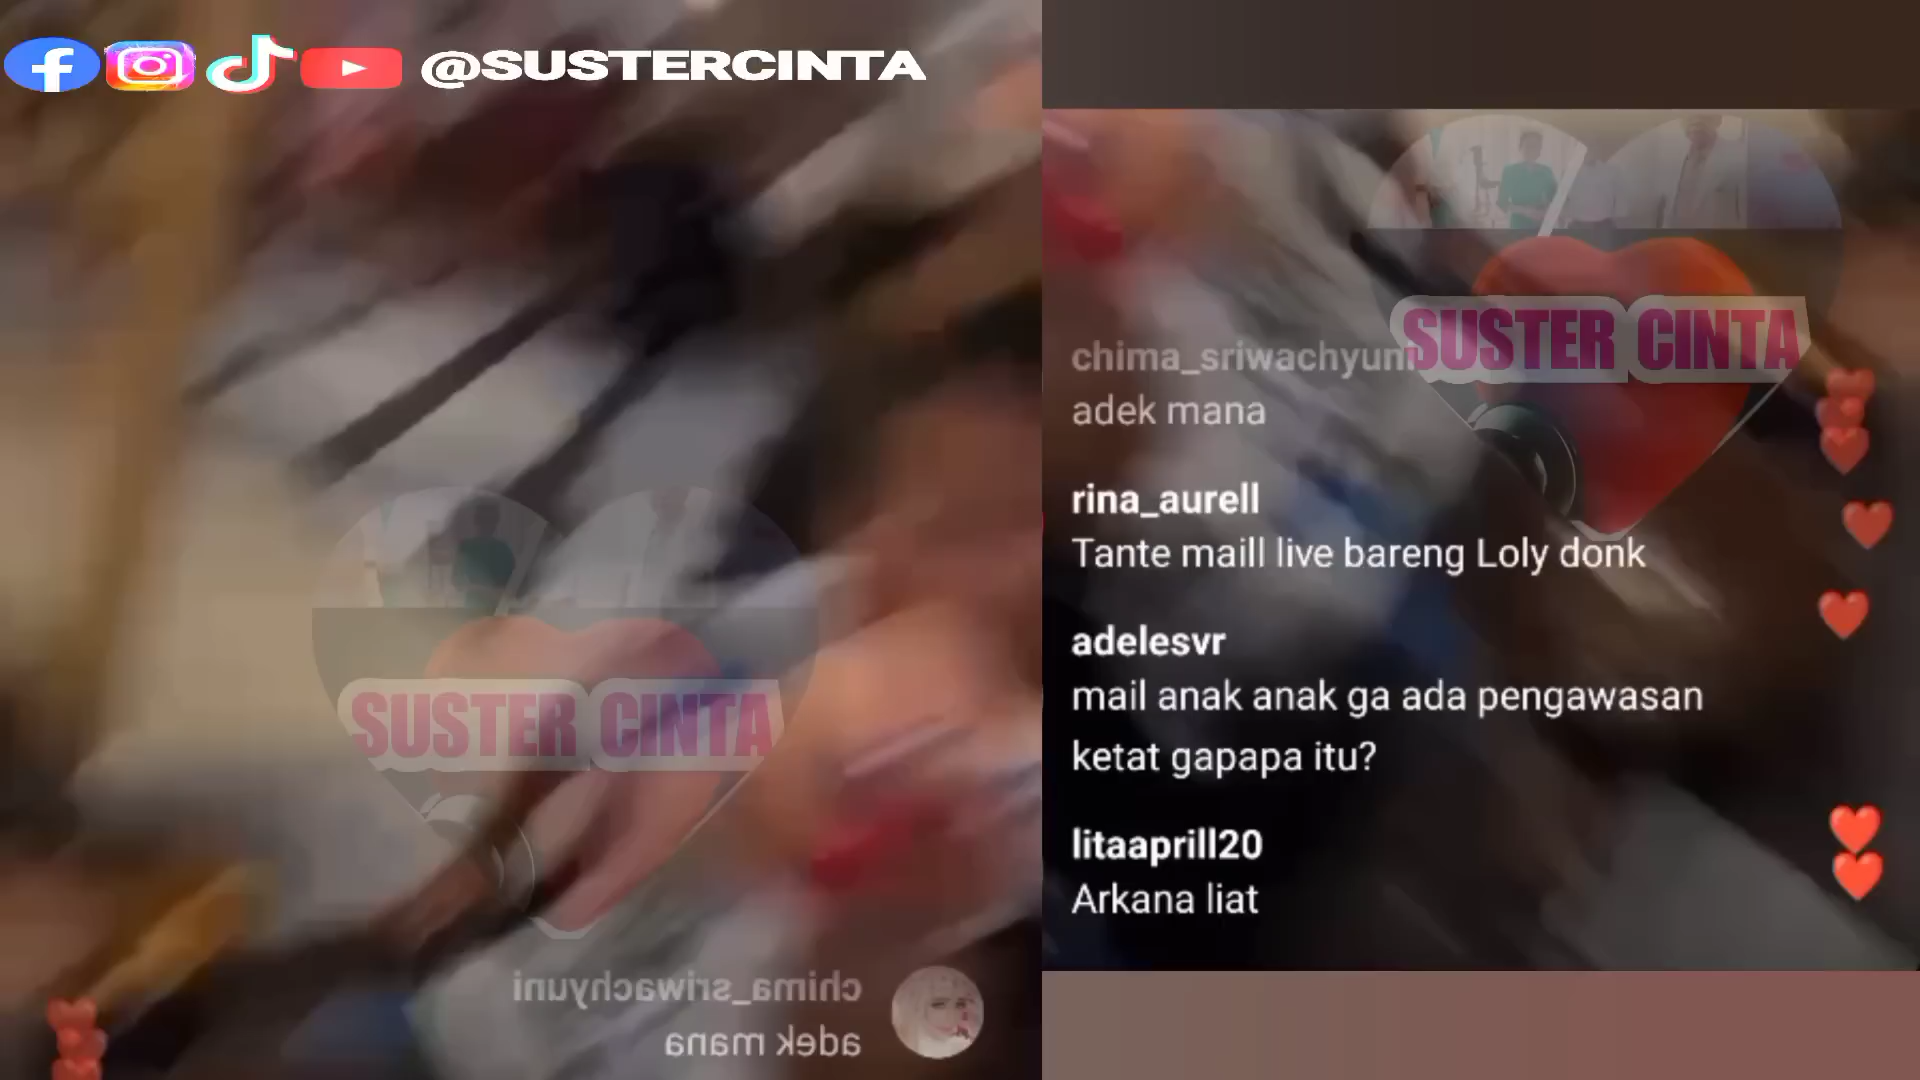 @SUSTERCINTA
SUSTER CINTA
chima_sriwachyuni
adek mana
chima_sriwachyuni
adek mana
SUSTER CINTA
rina_aurell
Tante maill live bareng Loly donk
adelesvr
mail anak anak ga ada pengawasan
ketat gapapa itu?
litaaprill20
Arkana liat